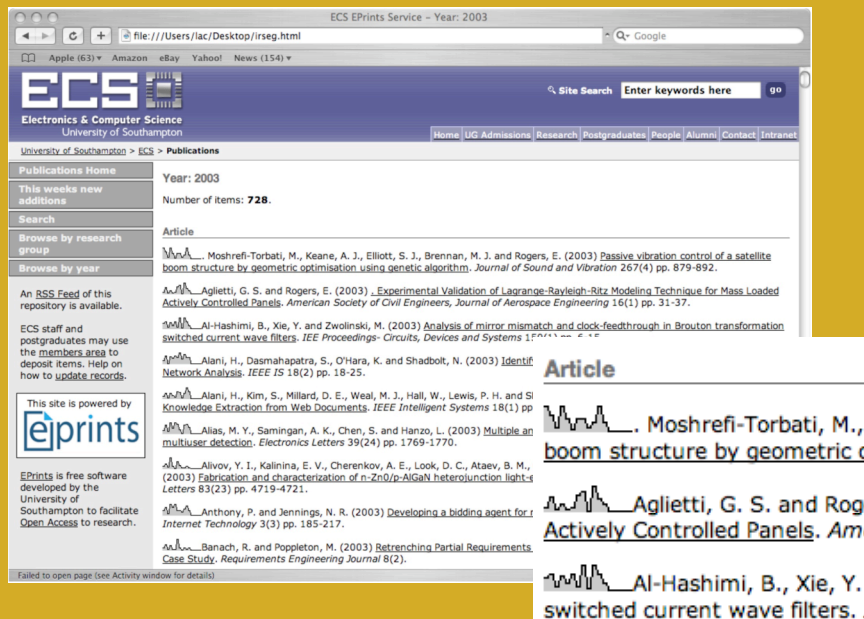 ECS EPrints Service – Year: 2003
file:///Users/lac/Desktop/irseg.html
Google
Apple (63) Amazon eBay Yahoo! News (154)
ECS
Electronics & Computer Science
University of Southampton
Site Search Enter keywords here go
Home UG Admissions Research Postgraduates People Alumni Contact Intranet
University of Southampton > ECS > Publications
Publications Home
This weeks new
additions
Search
Browse by research
group
Browse by year
An RSS Feed of this
repository is available.
ECS staff and
postgraduates may use
the members area to
deposit items. Help on
how to update records.
This site is powered by
eprints
EPrints is free software
developed by the
University of
Southampton to facilitate
Open Access to research.
Year: 2003
Number of items: 728.
Article
. Moshrefi-Torbati, M., Keane, A. J., Elliott, S. J., Brennan, M. J. and Rogers, E. (2003) Passive vibration control of a satellite
boom structure by geometric optimisation using genetic algorithm. Journal of Sound and Vibration 267(4) pp. 879-892.
Aglietti, G. S. and Rogers, E. (2003) . Experimental Validation of Lagrange-Rayleigh-Ritz Modeling Technique for Mass Loaded
Actively Controlled Panels. American Society of Civil Engineers, Journal of Aerospace Engineering 16(1) pp. 31-37.
Al-Hashimi, B., Xie, Y. and Zwolinski, M. (2003) Analysis of mirror mismatch and clock-feedthrough in Brouton transformation
switched current wave filters. IEE Proceedings- Circuits, Devices and Systems
Alani, H., Dasmahapatra, S., O'Hara, K. and Shadbolt, N. (2003) Identif
Network Analysis. IEEE IS 18(2) pp. 18-25.
Alani, H., Kim, S., Millard, D. E., Weal, M. J., Hall, W., Lewis, P. H. and S
Knowledge Extraction from Web Documents. IEEE Intelligent Systems 18(1) pp
Alias, M. Y., Samingan, A. K., Chen, S. and Hanzo, L. (2003) Multiple an
multiuser detection. Electronics Letters 39(24) pp. 1769-1770.
Alivov, Y. I., Kalinina, E. V., Cherenkov, A. E., Look, D. C., Ataev, B. M.,
(2003) Fabrication and characterization of n-Zn0/p-AlGaN heterojunction light-e
Letters 83(23) pp. 4719-4721.
Anthony, P. and Jennings, N. R. (2003) Developing a bidding agent for
Internet Technology 3(3) pp. 185-217.
Banach, R. and Poppleton, M. (2003) Retrenching Partial Requirements
Case Study. Requirements Engineering Journal 8(2).
Failed to open page (see Activity window for details)
Article
. Moshrefi-Torbati, M.,
boom structure by geometric
Aglietti, G. S. and Rog
Actively Controlled Panels. Am
Al-Hashimi, B., Xie, Y.
switched current wave filters.